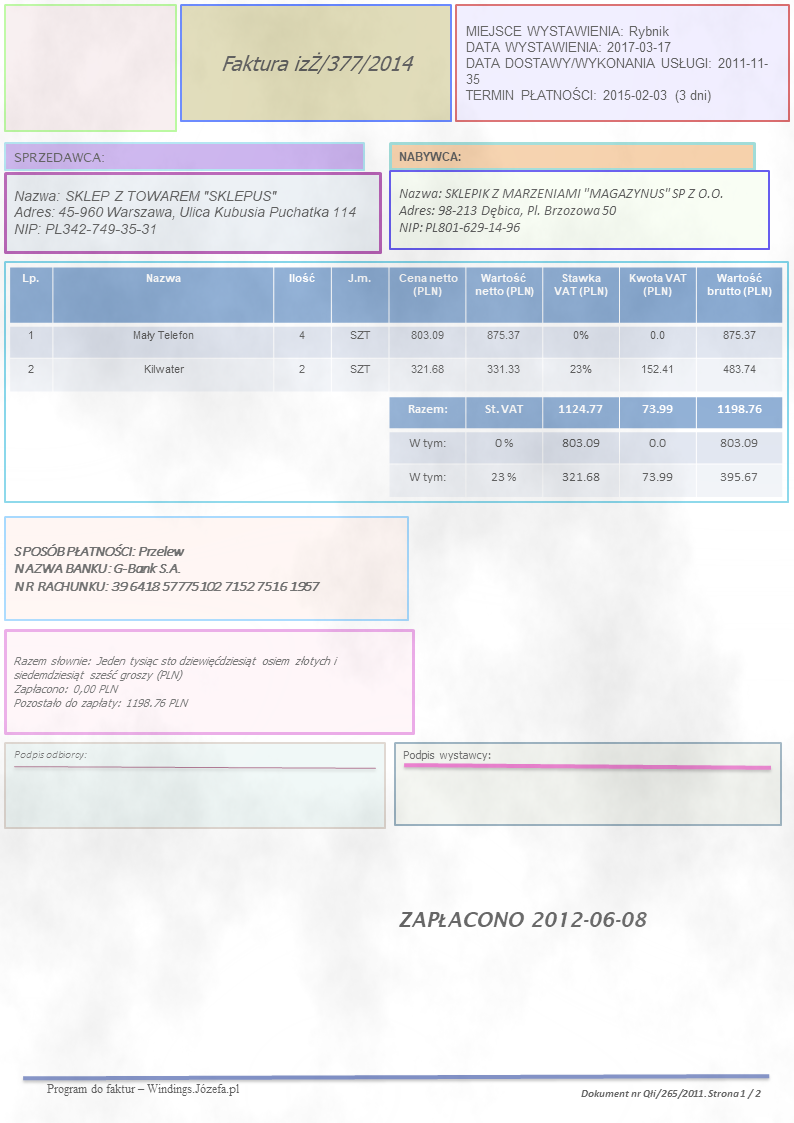 Faktura izŻ/377/2014
MIEJSCE WYSTAWIENIA: Rybnik
DATA WYSTAWIENIA: 2017-03-17
DATA DOSTAWY/WYKONANIA USŁUGI: 2011-11-
35
TERMIN PŁATNOŚCI: 2015-02-03 (3 dni)
SPRZEDAWCA:
Nazwa: SKLEP Z TOWAREM "SKLEPUS"
Adres: 45-960 Warszawa, Ulica Kubusia Puchatka 114
NIP: PL342-749-35-31
NABYWCA:
Nazwa: SKLEPIK Z MARZENIAMI "MAGAZYNUS" SP Z O.O.
Adres: 98-213 Dębica, Pl. Brzozowa 50
NIP: PL801-629-14-96
Lp. Nazwa Ilość J.m. Cena netto (PLN) Wartość netto (PLN) Stawka VAT (PLN) Kwota VAT (PLN) Wartość brutto (PLN)
1 Mały Telefon 4 SZT 803.09 875.37 0% 0.0 875.37
2 Kilwater 2 SZT 321.68 331.33 23% 152.41 483.74
Razem: St. VAT 1124.77 73.99 1198.76
W tym: 0 % 803.09 0.0 803.09
W tym: 23 % 321.68 73.99 395.67
SPOSÓB PŁATNOŚCI: Przelew
NAZWA BANKU: G-Bank S.A.
NR RACHUNKU: 39 6418 5777 5102 7152 7516 1957
Razem słownie: Jeden tysiąc sto dziewięćdziesiąt osiem złotych i
siedemdziesiąt sześć groszy (PLN)
Zapłacono: 0,00 PLN
Pozostało do zapłaty: 1198.76 PLN
Podpis odbiorcy:
Podpis wystawcy:
ZAPŁACONO 2012-06-08
Program do faktur – Windings.Józefa.pl
Dokument nr Qłi/265/2011. Strona 1 / 2